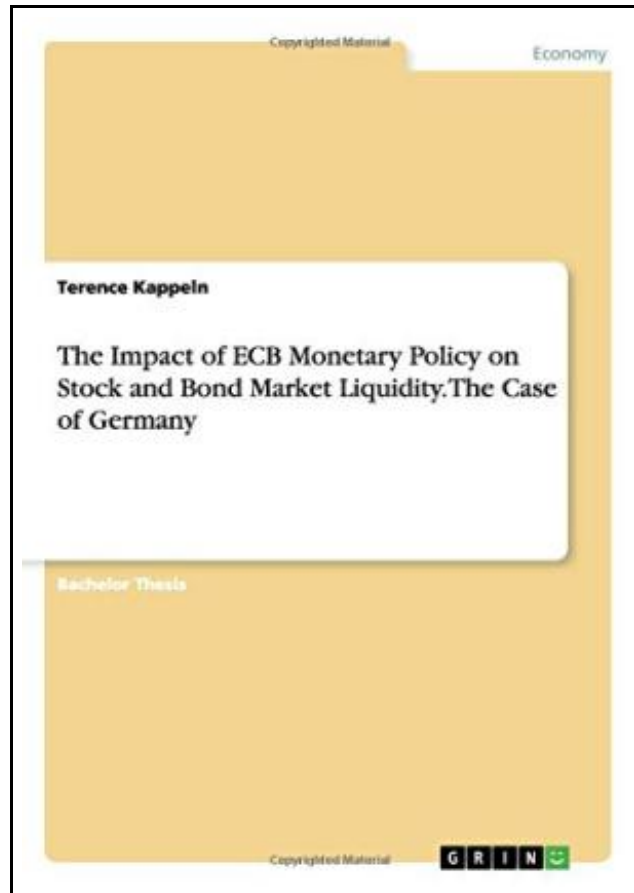 Copyrighted Material
Economy
Terence Kappeln
The Impact of ECB Monetary Policy on
Stock and Bond Market Liquidity.The Case
of Germany
Bachelor Thesis
Copyrighted Material
GRIN